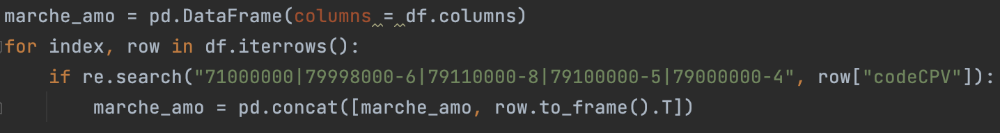 marche_amo = pd.DataFrame(columns = df.columns)
for index, row in df.iterrows():
    if re.search("71000000|79998000-6|79110000-8|79100000-5|79000000-4", row["codeCPV"]):
        marche_amo = pd.concat([marche_amo, row.to_frame().T])